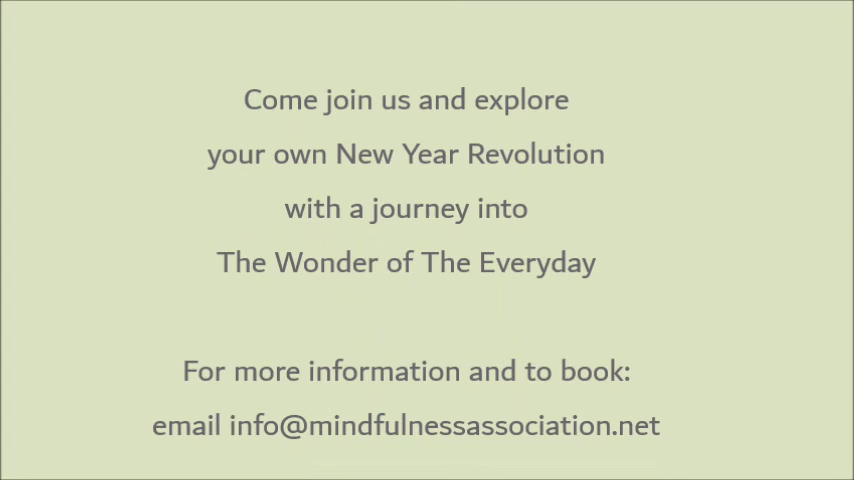 Come join us and explore
your own New Year Revolution
with a journey into
The Wonder of The Everyday
For more information and to book:
email info@mindfulnessassociation.net